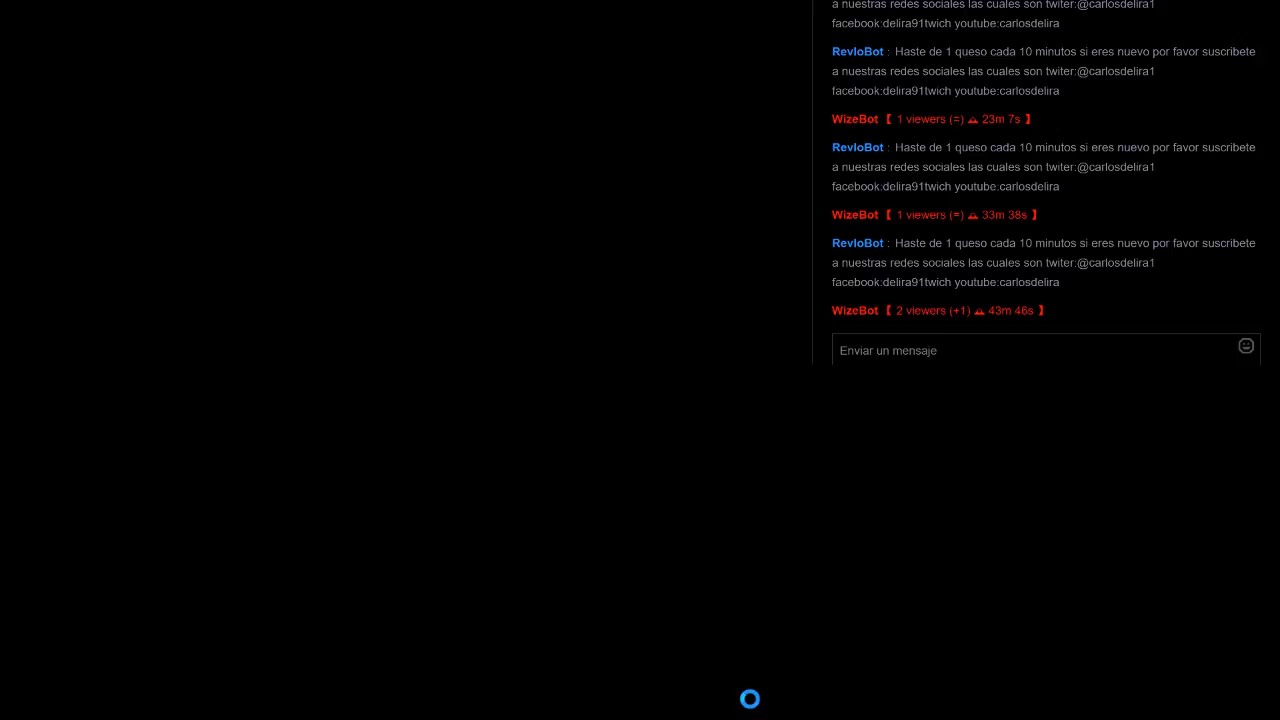 a nuestras redes sociales las cuales son twiter:@carlosdelira1
facebook:delira91twich youtube:carlosdelira
RevloBot : Haste de 1 queso cada 10 minutos si eres nuevo por favor suscribete
a nuestras redes sociales las cuales son twiter:@carlosdelira1
facebook:delira91twich youtube:carlosdelira
WizeBot 【 1 viewers (=) 23m 7s 】
RevloBot : Haste de 1 queso cada 10 minutos si eres nuevo por favor suscribete
a nuestras redes sociales las cuales son twiter:@carlosdelira1
facebook:delira91twich youtube:carlosdelira
WizeBot 【 1 viewers (=) 33m 38s 】
RevloBot : Haste de 1 queso cada 10 minutos si eres nuevo por favor suscribete
a nuestras redes sociales las cuales son twiter:@carlosdelira1
facebook:delira91twich youtube:carlosdelira
WizeBot 【 2 viewers (+1) 43m 46s 】
Enviar un mensaje